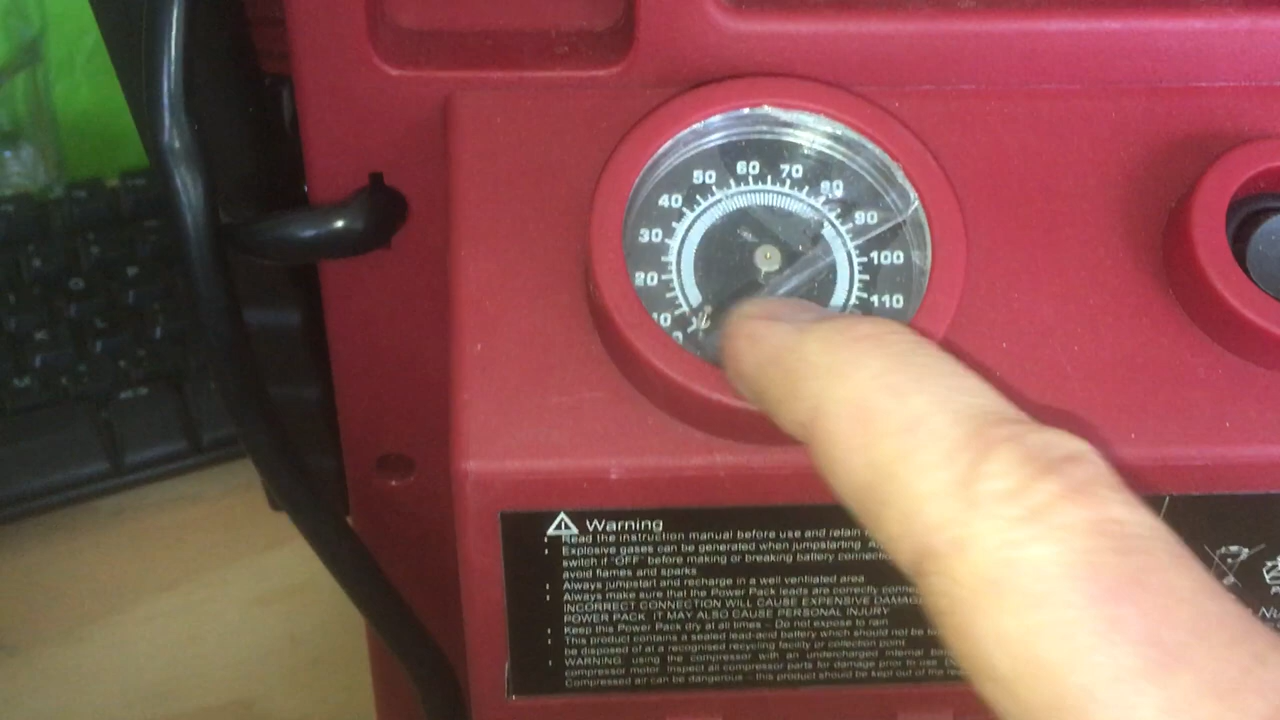 60 70
50 80
40 90
30 100
20 110
10
0
Warning
Read the instruction manual before use and retain
Explosive gases can be generated when jumpstarting.
switch if "OFF" before making or breaking battery
avoid flames and sparks
Always jumpstart and recharge in a well ventilated area
Always make sure that the Power Pack leads are correctly
INCORRECT CONNECTION WILL CAUSE EXPENSIVE
POWER PACK IT MAY ALSO CAUSE PERSONAL INJURY
Keep this Power Pack dry at all times - Do not expose to rain
This product contains a sealed lead-acid battery which should not be
be disposed of at a recognised recycling facility or collection point
WARNING: using the compressor with an undercharged internal
compressor motor. Inspect all compressor parts for damage prior to use.
Compressed air can be dangerous - this product should be kept out of the